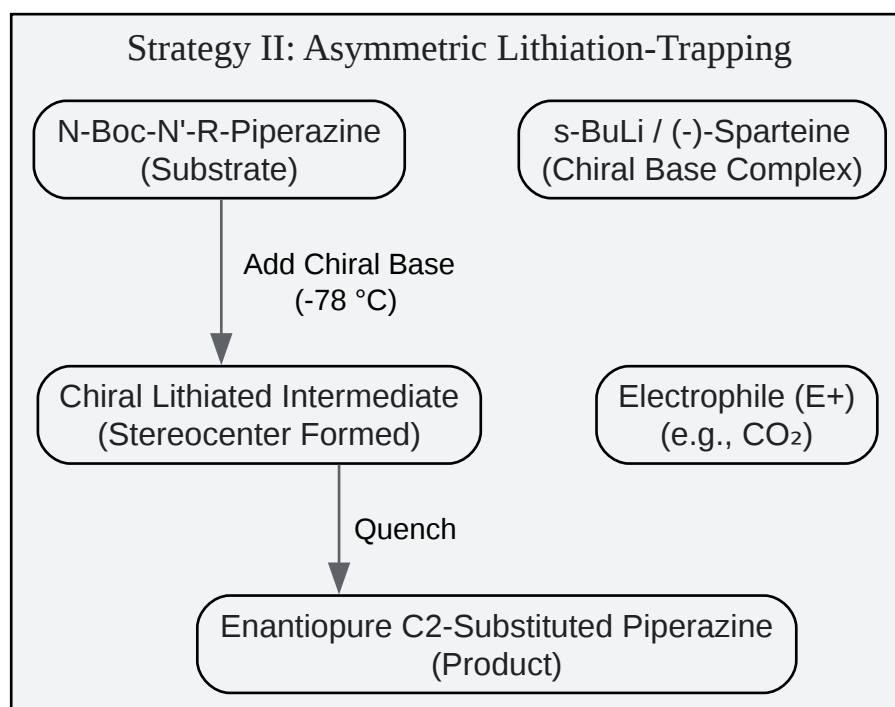 Strategy II: Asymmetric Lithiation-Trapping
N-Boc-N'-R-Piperazine
(Substrate)
s-BuLi / (-)-Sparteine
(Chiral Base Complex)
Add Chiral Base
(-78 °C)
Chiral Lithiated Intermediate
(Stereocenter Formed)
Electrophile (E+)
(e.g., CO₂)
Quench
Enantiopure C2-Substituted Piperazine
(Product)